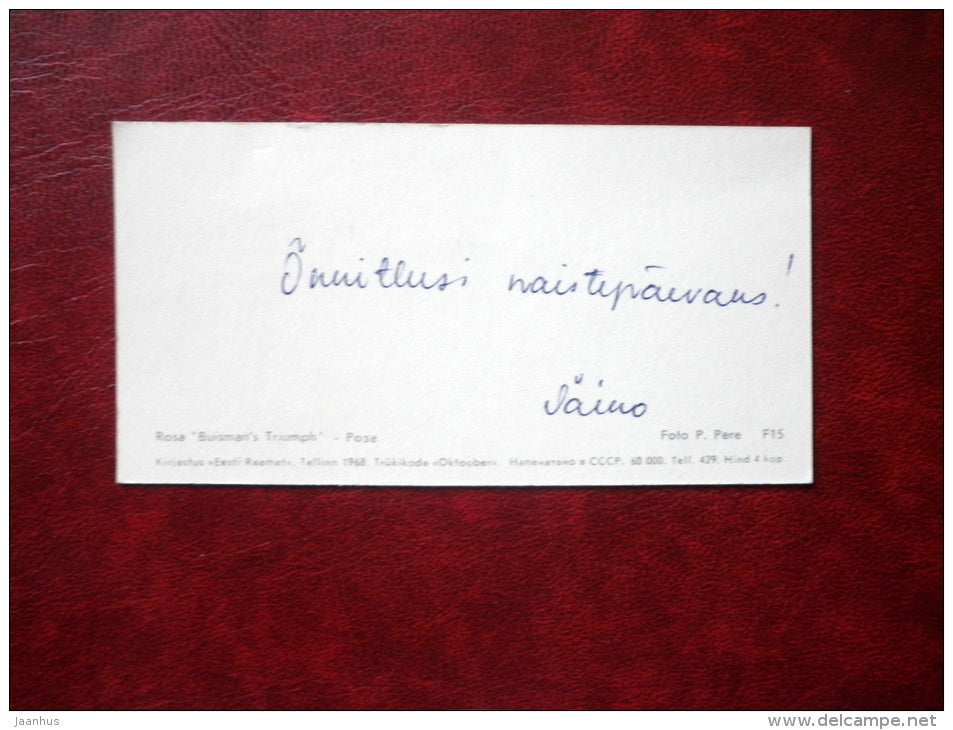 Õnnitlusi naistepäevaks!
Väino
Rosa 'Buisman's Triumph' - Роза
Foto P. Pere F15
Kirjastus «Eesti Raamat», Tallinn 1968. Trükikoda «Oktoober». Напечатано в СССР. 60 000. Tell. 429. Hind 4 kop
Jaanhus
www.delcampe.net